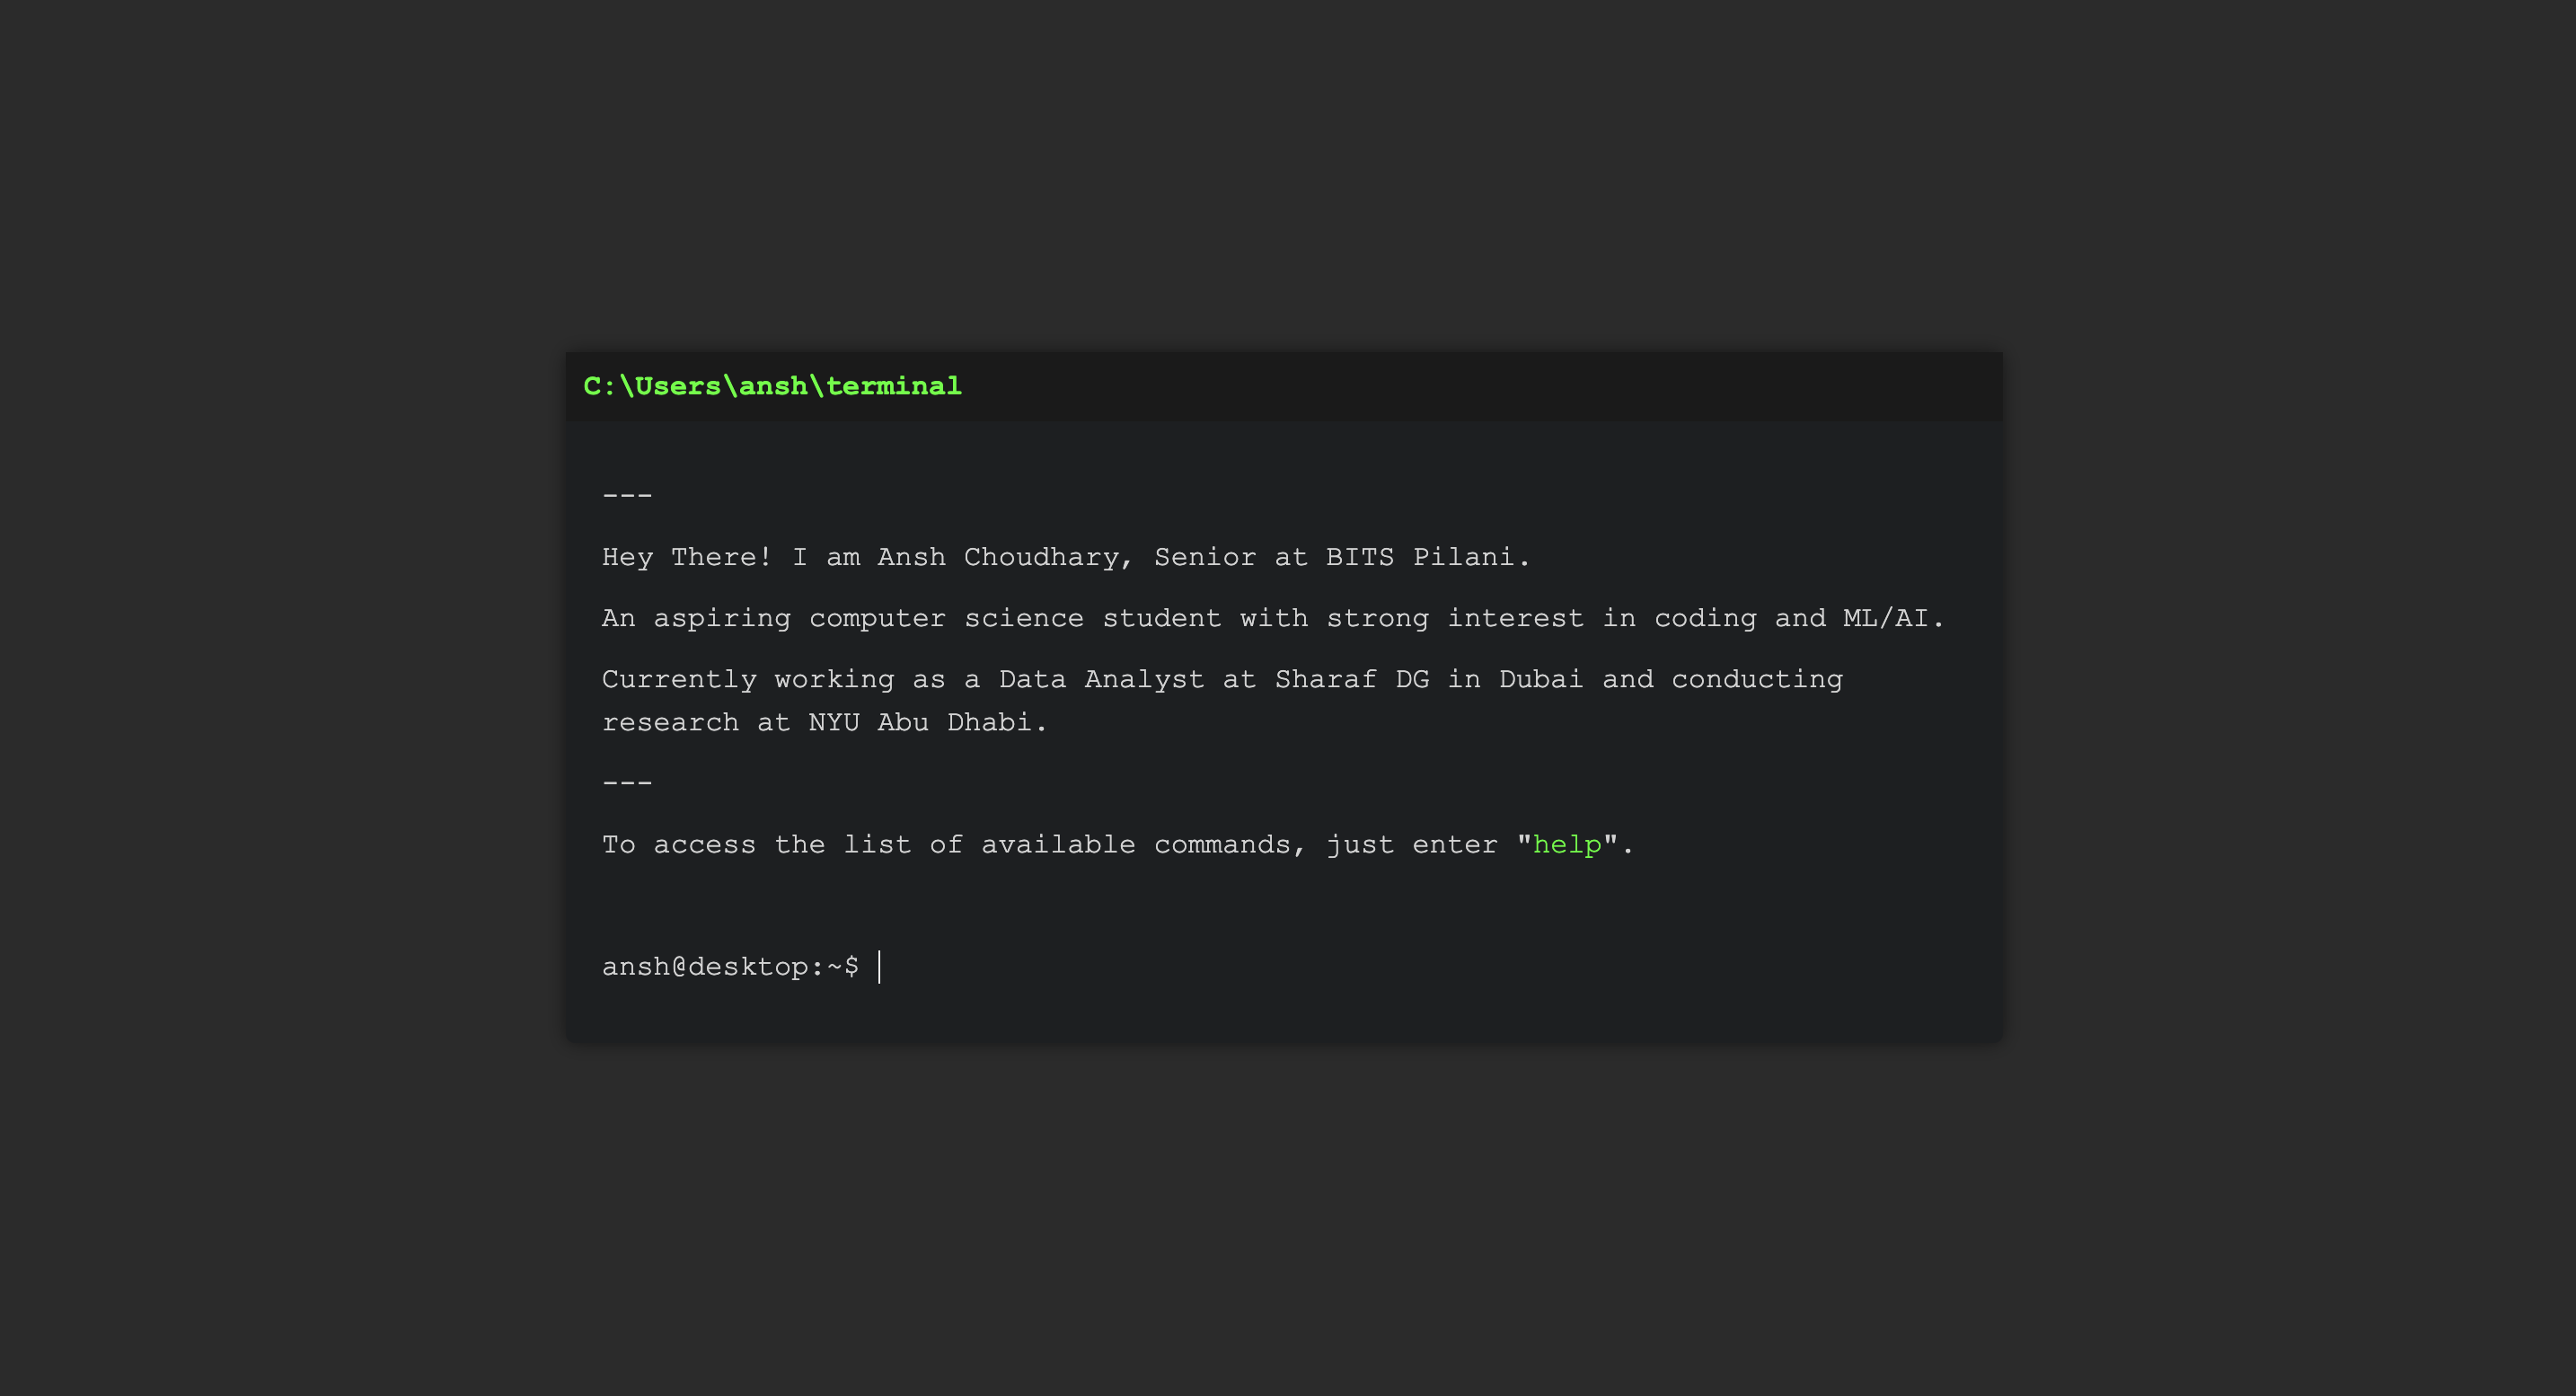 C:\Users\ansh\terminal
---
Hey There! I am Ansh Choudhary, Senior at BITS Pilani.
An aspiring computer science student with strong interest in coding and ML/AI.
Currently working as a Data Analyst at Sharaf DG in Dubai and conducting
research at NYU Abu Dhabi.
---
To access the list of available commands, just enter "help".
ansh@desktop:~$